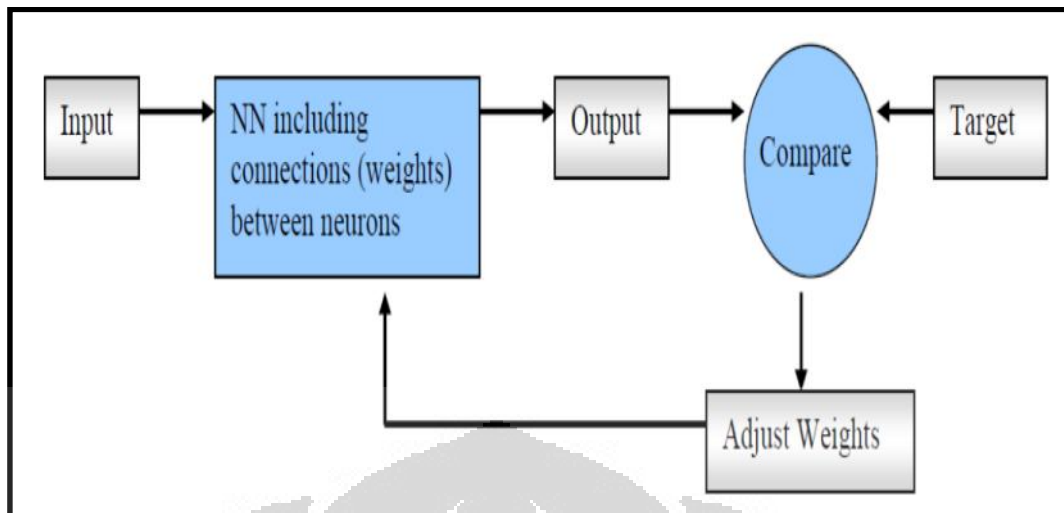 Input
NN including
connections (weights)
between neurons
Output
Compare
Target
Adjust Weights